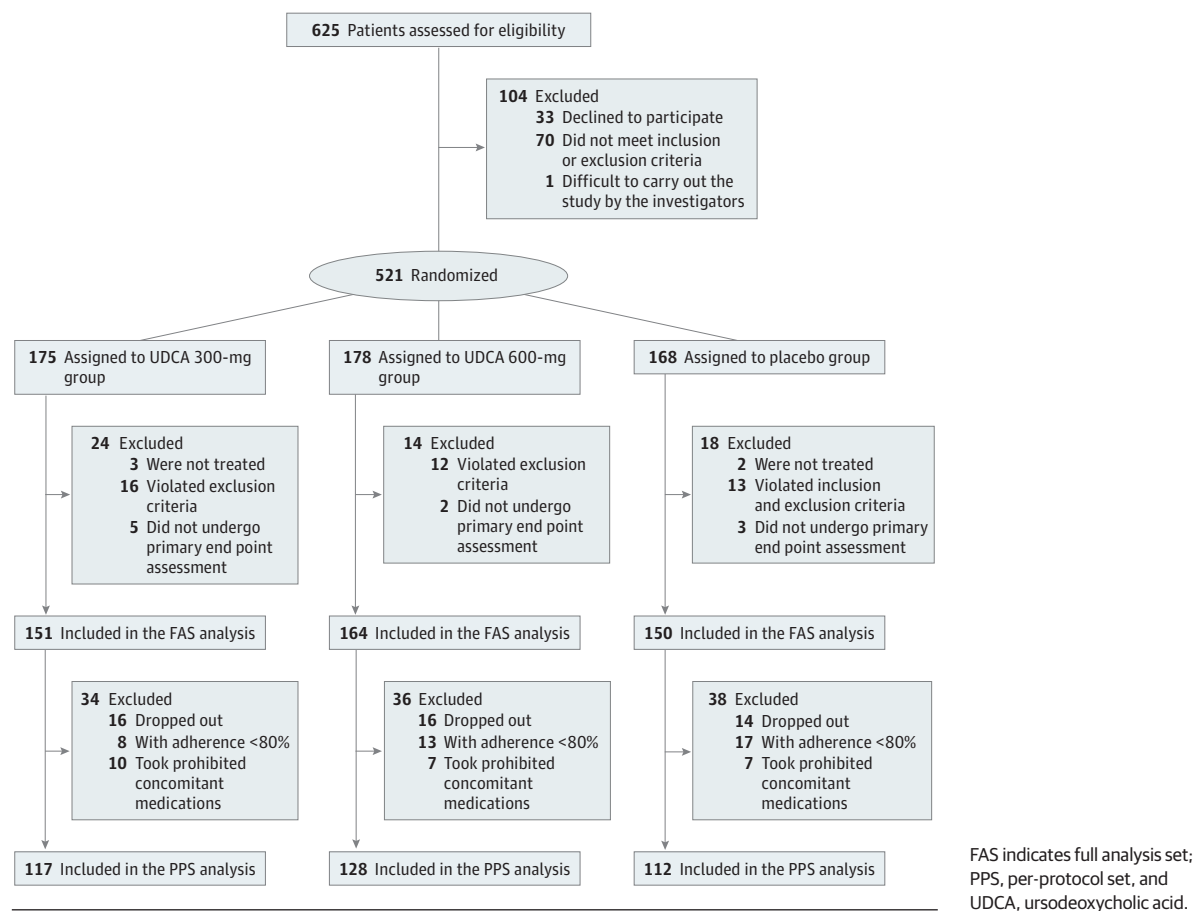 625 Patients assessed for eligibility
104 Excluded
33 Declined to participate
70 Did not meet inclusion
or exclusion criteria
1 Difficult to carry out the
study by the investigators
521 Randomized
175 Assigned to UDCA 300-mg
group
178 Assigned to UDCA 600-mg
group
168 Assigned to placebo group
24 Excluded
3 Were not treated
16 Violated exclusion
criteria
5 Did not undergo
primary end point
assessment
14 Excluded
12 Violated exclusion
criteria
2 Did not undergo
primary end point
assessment
18 Excluded
2 Were not treated
13 Violated inclusion
and exclusion criteria
3 Did not undergo primary
end point assessment
151 Included in the FAS analysis
164 Included in the FAS analysis
150 Included in the FAS analysis
34 Excluded
16 Dropped out
8 With adherence <80%
10 Took prohibited
concomitant
medications
36 Excluded
16 Dropped out
13 With adherence <80%
7 Took prohibited
concomitant
medications
38 Excluded
14 Dropped out
17 With adherence <80%
7 Took prohibited
concomitant
medications
117 Included in the PPS analysis
128 Included in the PPS analysis
112 Included in the PPS analysis
FAS indicates full analysis set;
PPS, per-protocol set, and
UDCA, ursodeoxycholic acid.